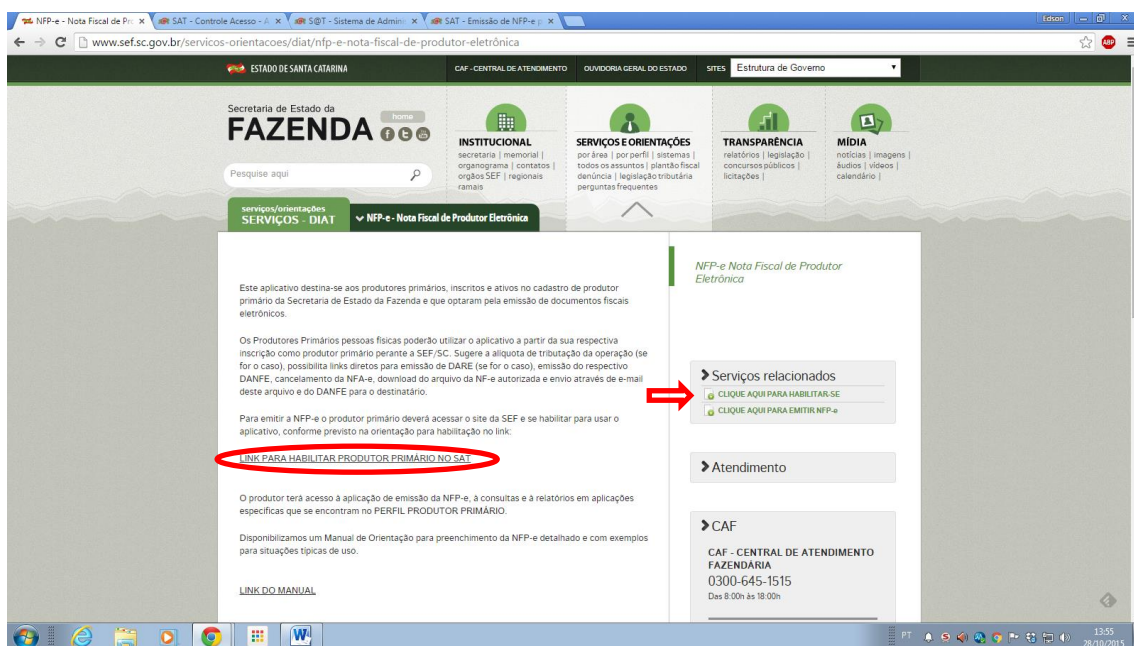 NFP-e - Nota Fiscal de Pro
SAT - Controle Acesso - A
S@T - Sistema de Admini
SAT - Emissão de NFP-e p
Edson
www.sef.sc.gov.br/servicos-orientacoes/diat/nfp-e-nota-fiscal-de-produtor-eletrônica
ABP
ESTADO DE SANTA CATARINA
CAF - CENTRAL DE ATENDIMENTO
OUVIDORIA GERAL DO ESTADO
SITES
Estrutura de Governo
Secretaria de Estado da
FAZENDA
home
Pesquise aqui
INSTITUCIONAL
secretaria | memorial |
organograma | contatos |
orgãos SEF | regionais
ramais
SERVIÇOS E ORIENTAÇÕES
por área | por perfil | sistemas |
todos os assuntos | plantão fiscal
denúncia | legislação tributária
perguntas frequentes
TRANSPARÊNCIA
relatórios | legislação |
concursos públicos |
licitações |
MÍDIA
notícias | imagens |
áudios | vídeos |
calendário |
serviços/orientações
SERVIÇOS - DIAT
NFP-e - Nota Fiscal de Produtor Eletrônica
Este aplicativo destina-se aos produtores primários, inscritos e ativos no cadastro de produtor
primário da Secretaria de Estado da Fazenda e que optaram pela emissão de documentos fiscais
eletrônicos.
Os Produtores Primários pessoas físicas poderão utilizar o aplicativo a partir da sua respectiva
inscrição como produtor primário perante a SEF/SC. Sugere a alíquota de tributação da operação (se
for o caso), possibilita links diretos para emissão de DARE (se for o caso), emissão do respectivo
DANFE, cancelamento da NFA-e, download do arquivo da NF-e autorizada e envio através de e-mail
deste arquivo e do DANFE para o destinatário.
Para emitir a NFP-e o produtor primário deverá acessar o site da SEF e se habilitar para usar o
aplicativo, conforme previsto na orientação para habilitação no link:
LINK PARA HABILITAR PRODUTOR PRIMÁRIO NO SAT
O produtor terá acesso à aplicação de emissão da NFP-e, à consultas e à relatórios em aplicações
específicas que se encontram no PERFIL PRODUTOR PRIMÁRIO.
Disponibilizamos um Manual de Orientação para preenchimento da NFP-e detalhado e com exemplos
para situações típicas de uso.
LINK DO MANUAL
NFP-e Nota Fiscal de Produtor
Eletrônica
Serviços relacionados
CLIQUE AQUI PARA HABILITAR-SE
CLIQUE AQUI PARA EMITIR NFP-e
Atendimento
CAF
CAF - CENTRAL DE ATENDIMENTO
FAZENDÁRIA
0300-645-1515
Das 8:00h às 18:00h
PT
13:55
28/10/2015